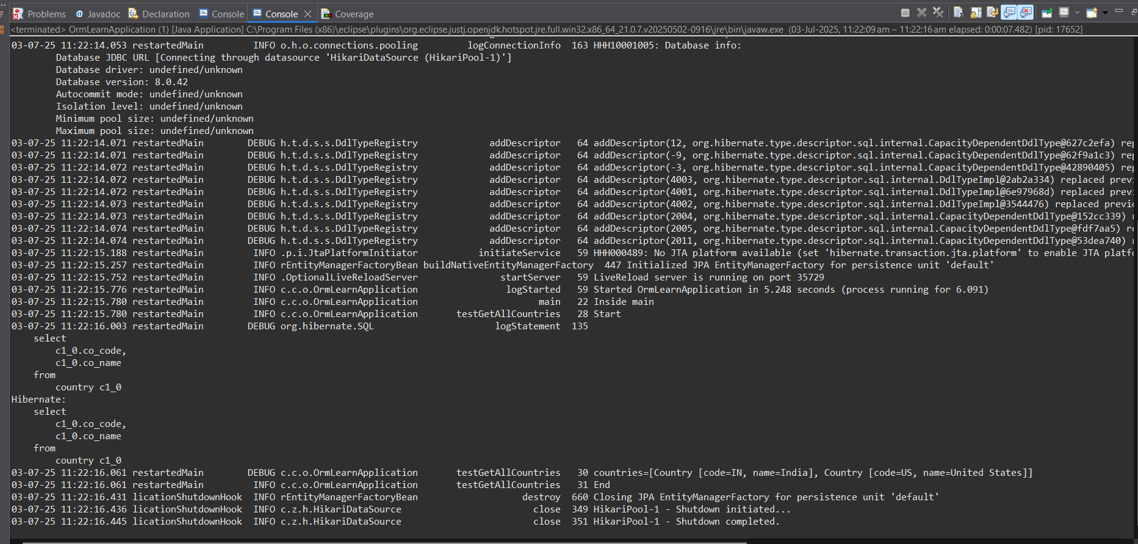 Problems Javadoc Declaration Console Console Coverage
<terminated> OrmLearnApplication (1) [Java Application] C:\Program Files (x86)\eclipse\plugins\org.eclipse.justj.openjdk.hotspot.jre.full.win32.x86_64_21.0.7.v20250502-0916\jre\bin\javaw.exe (03-Jul-2025, 11:22:09 am – 11:22:16 am elapsed: 0:00:07.482) [pid: 17652]
03-07-25 11:22:14.053 restartedMain INFO o.h.o.connections.pooling logConnectionInfo 163 HHH10001005: Database info:
Database JDBC URL [Connecting through datasource 'HikariDataSource (HikariPool-1)']
Database driver: undefined/unknown
Database version: 8.0.42
Autocommit mode: undefined/unknown
Isolation level: undefined/unknown
Minimum pool size: undefined/unknown
Maximum pool size: undefined/unknown
03-07-25 11:22:14.071 restartedMain DEBUG h.t.d.s.s.DdlTypeRegistry addDescriptor 64 addDescriptor(12, org.hibernate.type.descriptor.sql.internal.CapacityDependentDdlType@627c2efa) rep
03-07-25 11:22:14.071 restartedMain DEBUG h.t.d.s.s.DdlTypeRegistry addDescriptor 64 addDescriptor(-9, org.hibernate.type.descriptor.sql.internal.CapacityDependentDdlType@62f9a1c3) rep
03-07-25 11:22:14.072 restartedMain DEBUG h.t.d.s.s.DdlTypeRegistry addDescriptor 64 addDescriptor(-3, org.hibernate.type.descriptor.sql.internal.CapacityDependentDdlType@42890405) rep
03-07-25 11:22:14.072 restartedMain DEBUG h.t.d.s.s.DdlTypeRegistry addDescriptor 64 addDescriptor(4003, org.hibernate.type.descriptor.sql.internal.DdlTypeImpl@2ab2a334) replaced previ
03-07-25 11:22:14.072 restartedMain DEBUG h.t.d.s.s.DdlTypeRegistry addDescriptor 64 addDescriptor(4001, org.hibernate.type.descriptor.sql.internal.DdlTypeImpl@6e97968d) replaced previ
03-07-25 11:22:14.073 restartedMain DEBUG h.t.d.s.s.DdlTypeRegistry addDescriptor 64 addDescriptor(4002, org.hibernate.type.descriptor.sql.internal.DdlTypeImpl@3544476) replaced previo
03-07-25 11:22:14.073 restartedMain DEBUG h.t.d.s.s.DdlTypeRegistry addDescriptor 64 addDescriptor(2004, org.hibernate.type.descriptor.sql.internal.CapacityDependentDdlType@152cc339) r
03-07-25 11:22:14.074 restartedMain DEBUG h.t.d.s.s.DdlTypeRegistry addDescriptor 64 addDescriptor(2005, org.hibernate.type.descriptor.sql.internal.CapacityDependentDdlType@fdf7aa5) re
03-07-25 11:22:14.074 restartedMain DEBUG h.t.d.s.s.DdlTypeRegistry addDescriptor 64 addDescriptor(2011, org.hibernate.type.descriptor.sql.internal.CapacityDependentDdlType@53dea740) r
03-07-25 11:22:15.188 restartedMain INFO .p.i.JtaPlatformInitiator initiateService 59 HHH000489: No JTA platform available (set 'hibernate.transaction.jta.platform' to enable JTA platf
03-07-25 11:22:15.257 restartedMain INFO rEntityManagerFactoryBean buildNativeEntityManagerFactory 447 Initialized JPA EntityManagerFactory for persistence unit 'default'
03-07-25 11:22:15.752 restartedMain INFO .OptionalLiveReloadServer startServer 59 LiveReload server is running on port 35729
03-07-25 11:22:15.776 restartedMain INFO c.c.o.OrmLearnApplication logStarted 59 Started OrmLearnApplication in 5.248 seconds (process running for 6.091)
03-07-25 11:22:15.780 restartedMain INFO c.c.o.OrmLearnApplication main 22 Inside main
03-07-25 11:22:15.780 restartedMain INFO c.c.o.OrmLearnApplication testGetAllCountries 28 Start
03-07-25 11:22:16.003 restartedMain DEBUG org.hibernate.SQL logStatement 135
select
c1_0.co_code,
c1_0.co_name
from
country c1_0
Hibernate:
select
c1_0.co_code,
c1_0.co_name
from
country c1_0
03-07-25 11:22:16.061 restartedMain DEBUG c.c.o.OrmLearnApplication testGetAllCountries 30 countries=[Country [code=IN, name=India], Country [code=US, name=United States]]
03-07-25 11:22:16.061 restartedMain INFO c.c.o.OrmLearnApplication testGetAllCountries 31 End
03-07-25 11:22:16.431 licationShutdownHook INFO rEntityManagerFactoryBean destroy 660 Closing JPA EntityManagerFactory for persistence unit 'default'
03-07-25 11:22:16.436 licationShutdownHook INFO c.z.h.HikariDataSource close 349 HikariPool-1 - Shutdown initiated...
03-07-25 11:22:16.445 licationShutdownHook INFO c.z.h.HikariDataSource close 351 HikariPool-1 - Shutdown completed.